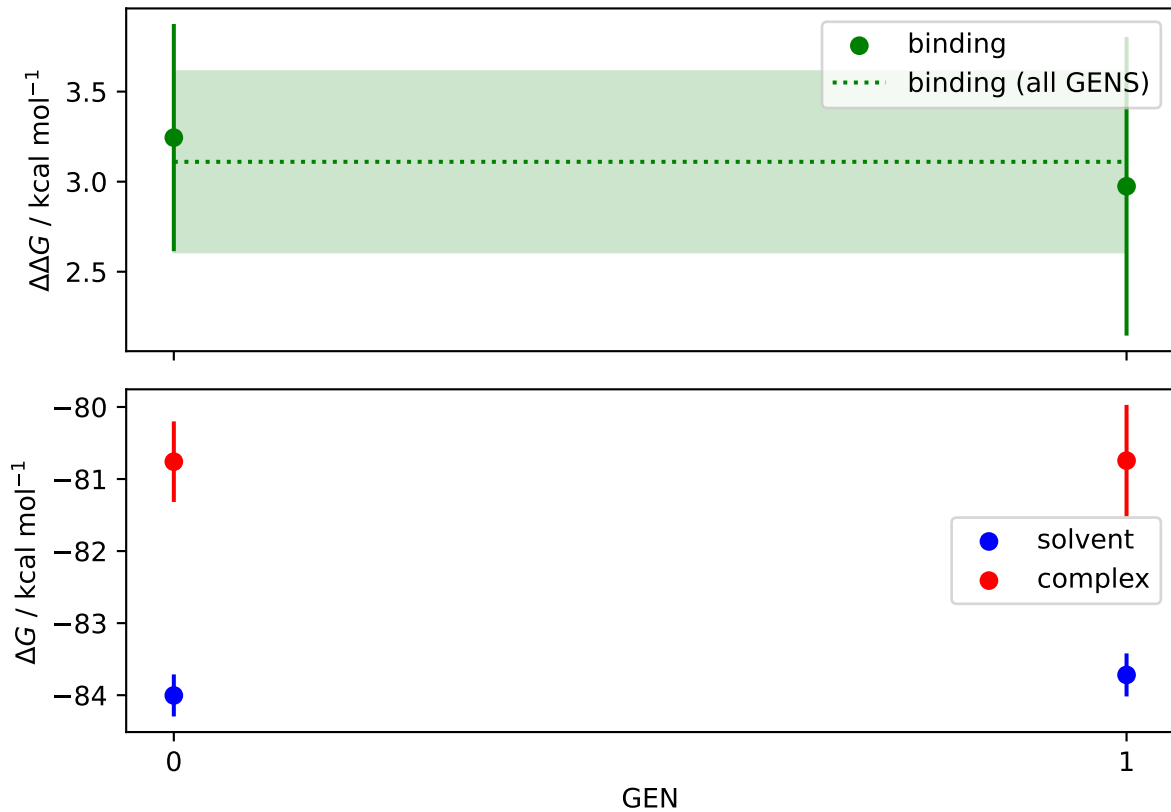 ΔΔG / kcal mol⁻¹
3.5
3.0
2.5
binding
binding (all GENS)
ΔG / kcal mol⁻¹
−80
−81
−82
−83
−84
solvent
complex
0
1
GEN